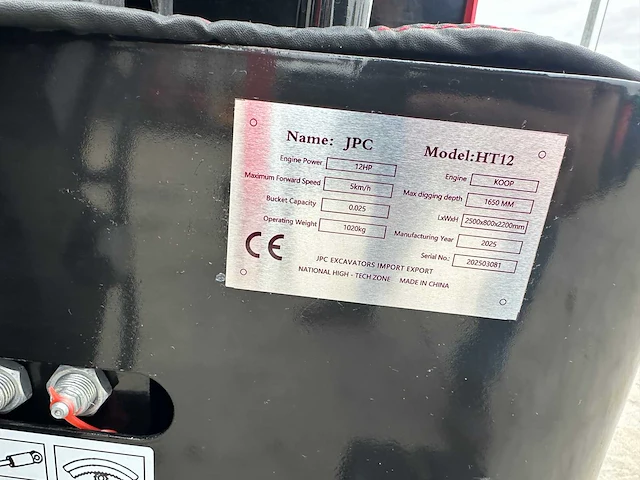 Name: JPC
Model:HT12
Engine Power 12HP
Maximum Forward Speed 5km/h
Bucket Capacity 0.025
Operating Weight 1020kg
Engine KOOP
Max digging depth 1650 MM
LxWxH 2500x800x2200mm
Manufacturing Year 2025
Serial No.: 202503081
CE
JPC EXCAVATORS IMPORT EXPORT
NATIONAL HIGH - TECH ZONE MADE IN CHINA